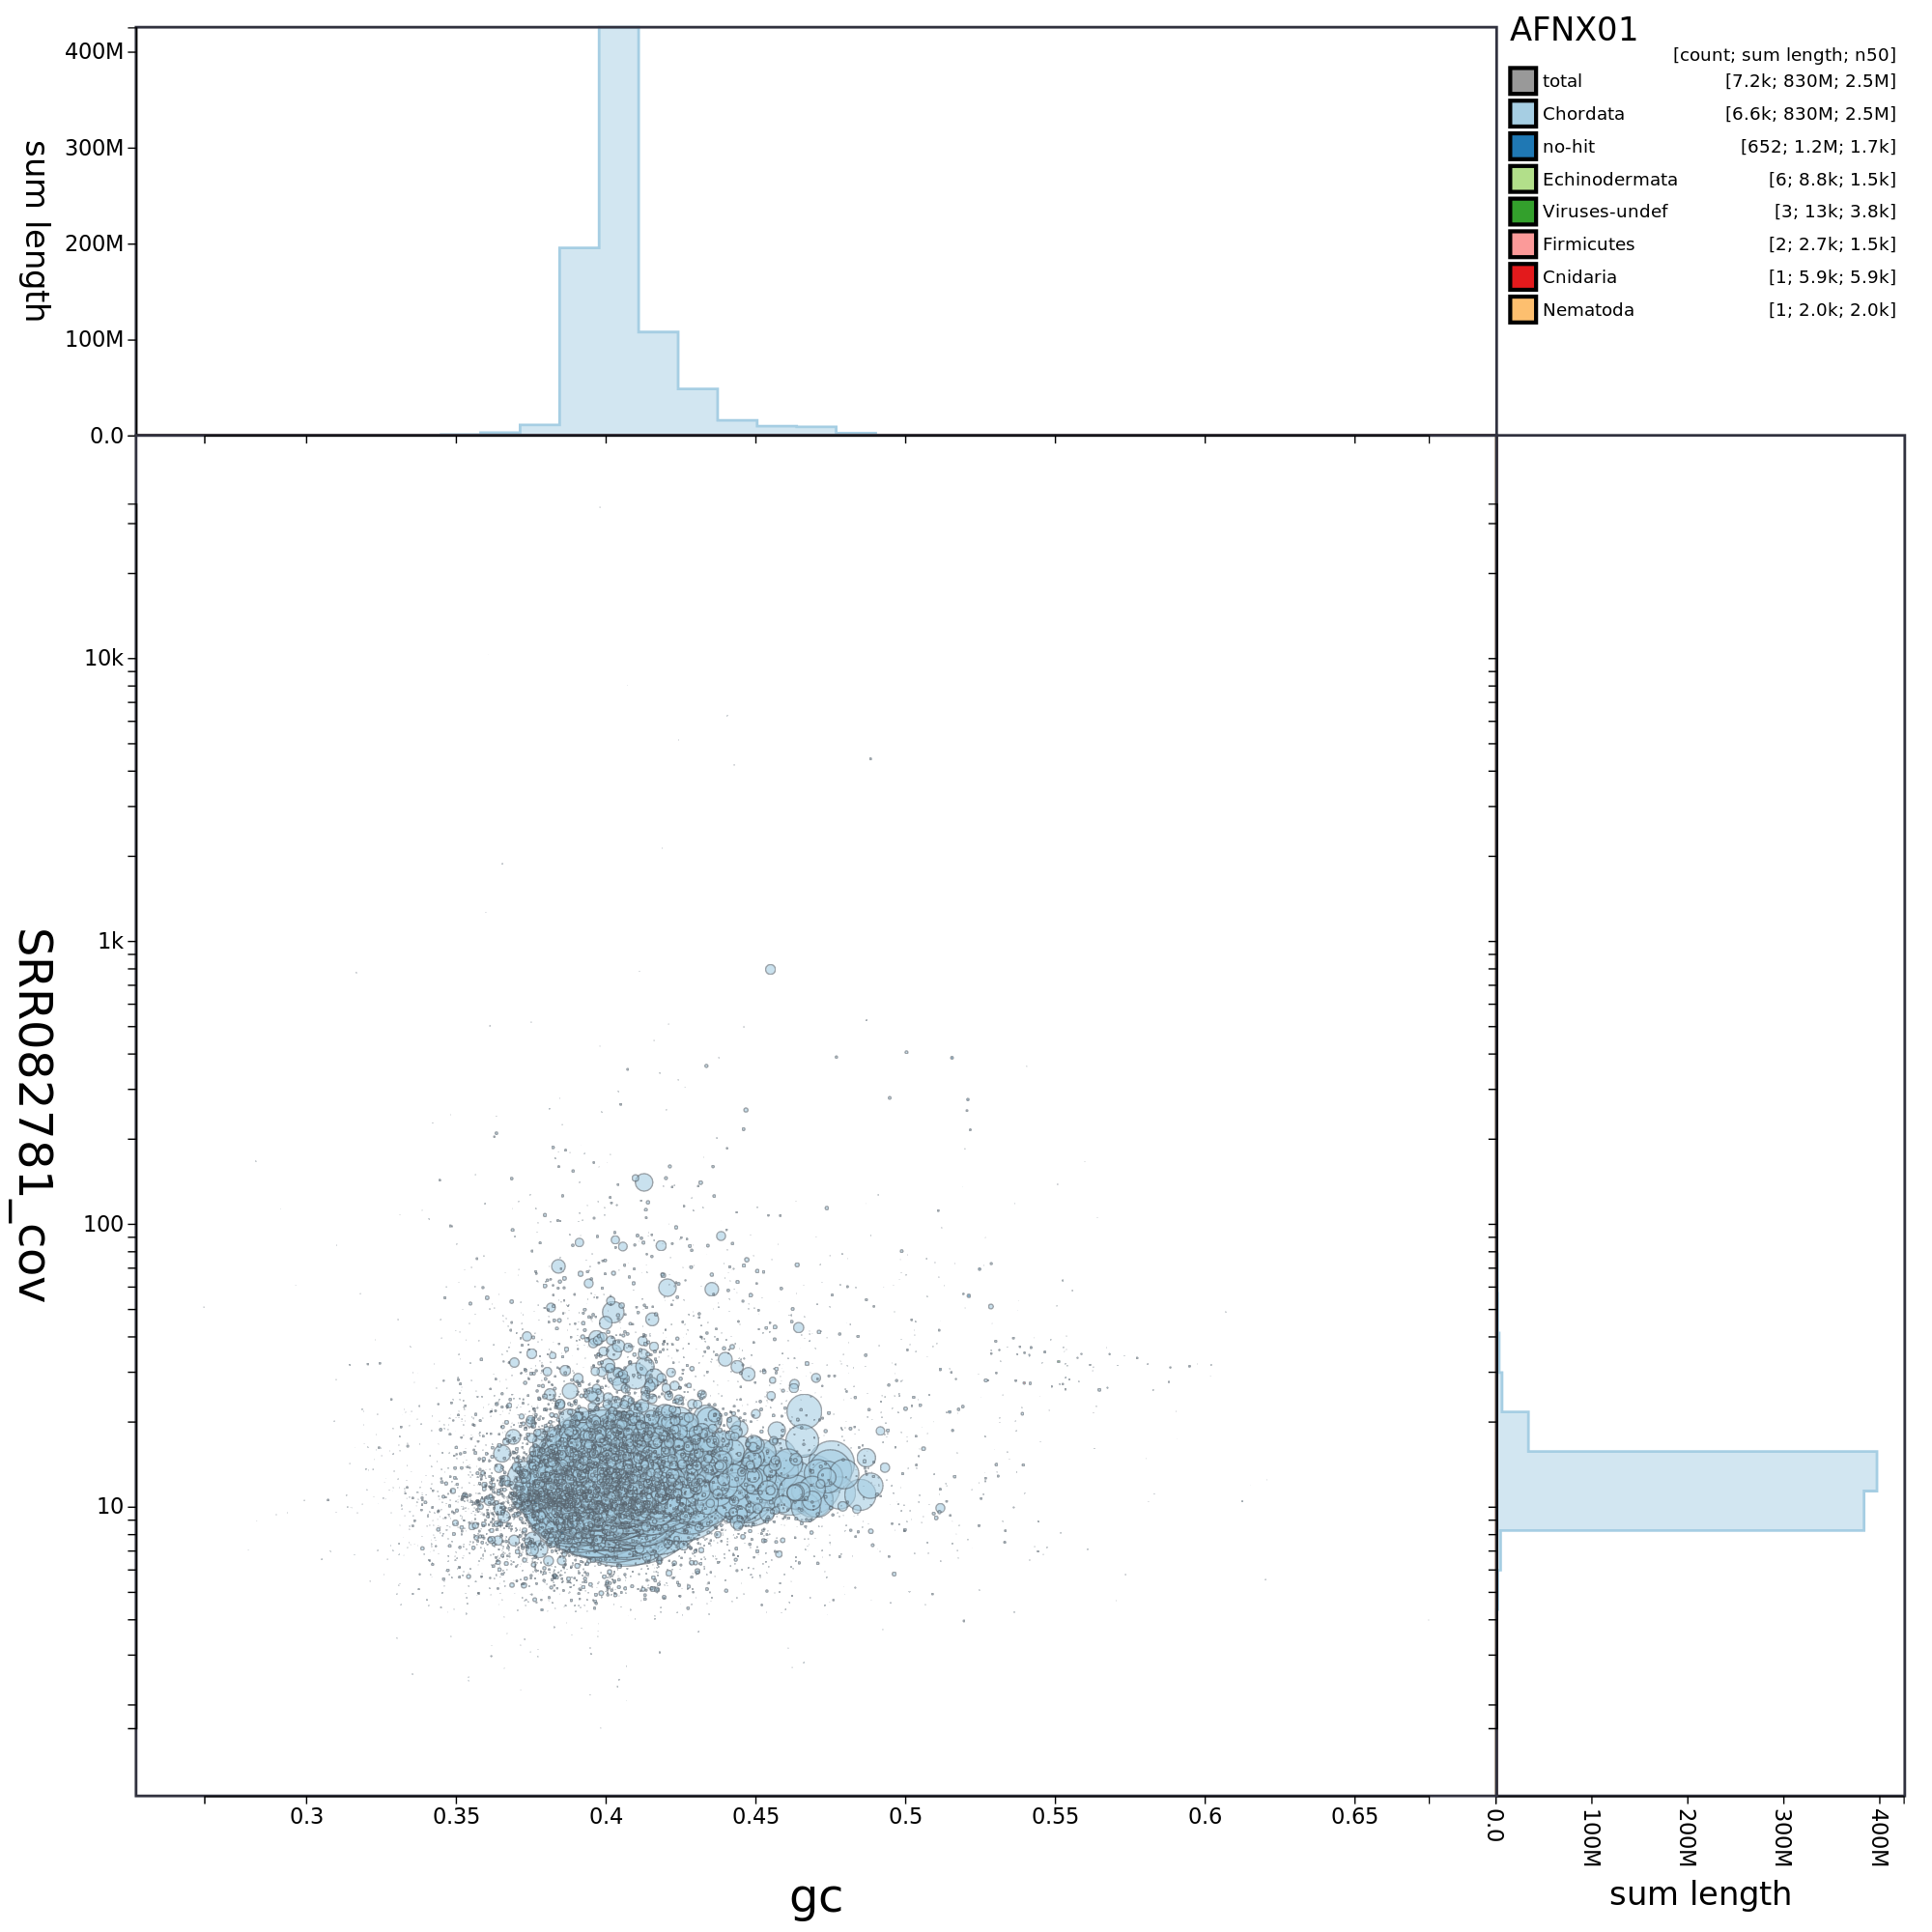 AFNX01
[count; sum length; n50]
total [7.2k; 830M; 2.5M]
Chordata [6.6k; 830M; 2.5M]
no-hit [652; 1.2M; 1.7k]
Echinodermata [6; 8.8k; 1.5k]
Viruses-undef [3; 13k; 3.8k]
Firmicutes [2; 2.7k; 1.5k]
Cnidaria [1; 5.9k; 5.9k]
Nematoda [1; 2.0k; 2.0k]
sum length
400M
300M
200M
100M
0.0
SRR082781_cov
10k
1k
100
10
0.3 0.35 0.4 0.45 0.5 0.55 0.6 0.65
gc
0.0 100M 200M 300M 400M
sum length